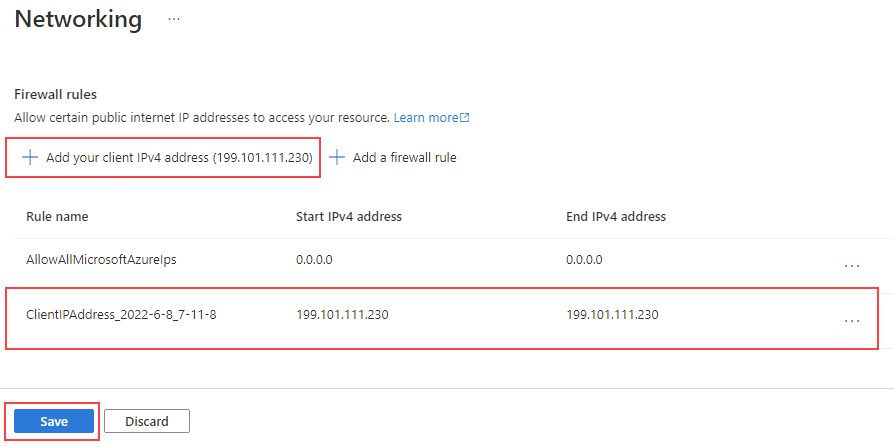 Networking ...
Firewall rules
Allow certain public internet IP addresses to access your resource. Learn more
Add your client IPv4 address (199.101.111.230) Add a firewall rule
Rule name Start IPv4 address End IPv4 address
AllowAllMicrosoftAzureIps 0.0.0.0 0.0.0.0 ...
ClientIPAddress_2022-6-8_7-11-8 199.101.111.230 199.101.111.230 ...
Save Discard